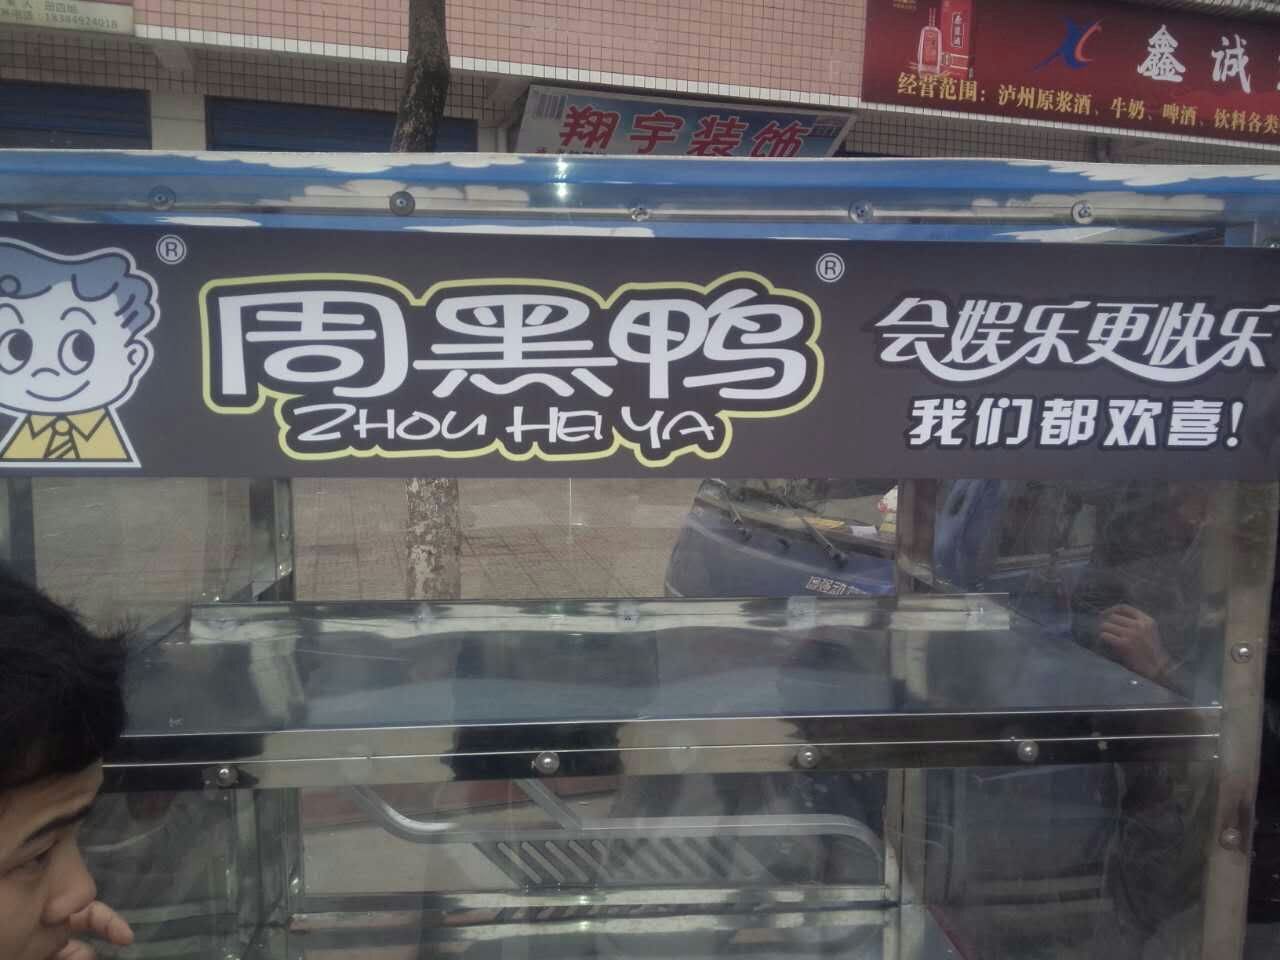 18384924018
鑫诚
经营范围：泸州原浆酒、牛奶、啤酒、饮料各类
翔宇装饰
®
周黑鸭
®
ZHOU HEI YA
会娱乐更快乐
我们都欢喜！